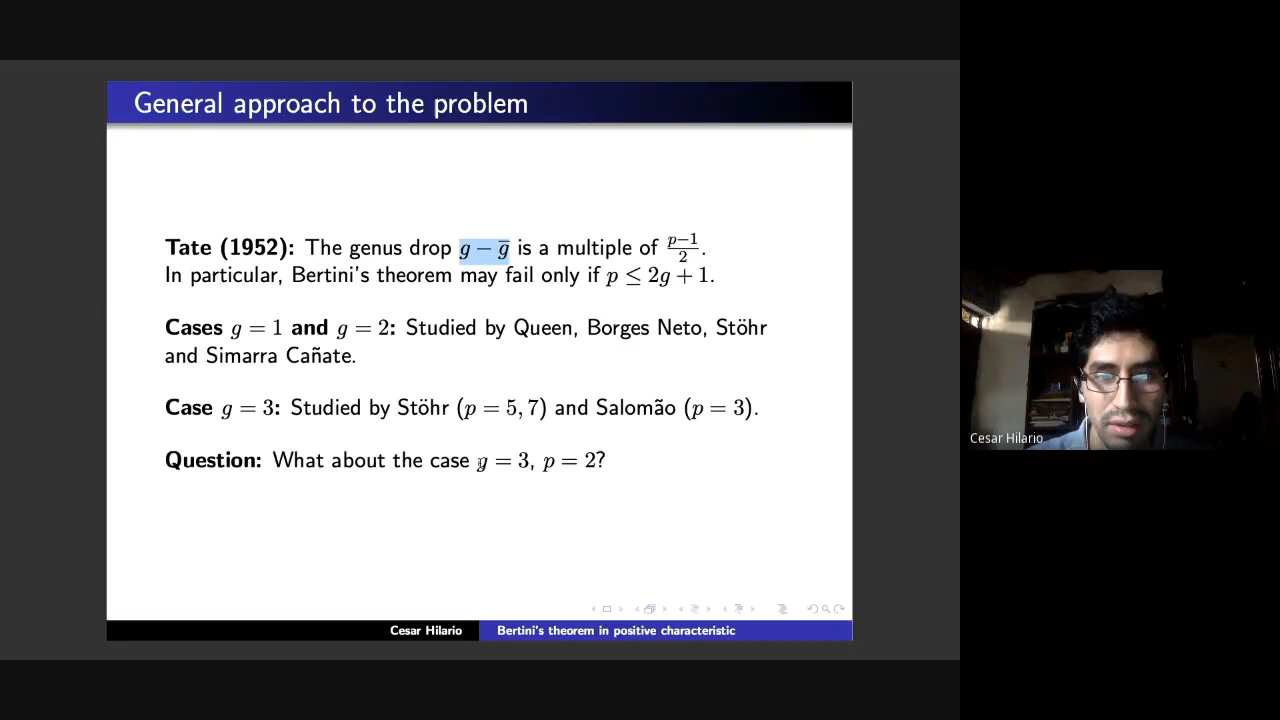 General approach to the problem
Tate (1952): The genus drop g − g̅ is a multiple of (p−1)/2.
In particular, Bertini's theorem may fail only if p ≤ 2g + 1.
Cases g = 1 and g = 2: Studied by Queen, Borges Neto, Stöhr
and Simarra Cañate.
Case g = 3: Studied by Stöhr (p = 5, 7) and Salomão (p = 3).
Question: What about the case g = 3, p = 2?
Cesar Hilario
Bertini's theorem in positive characteristic
Cesar Hilario